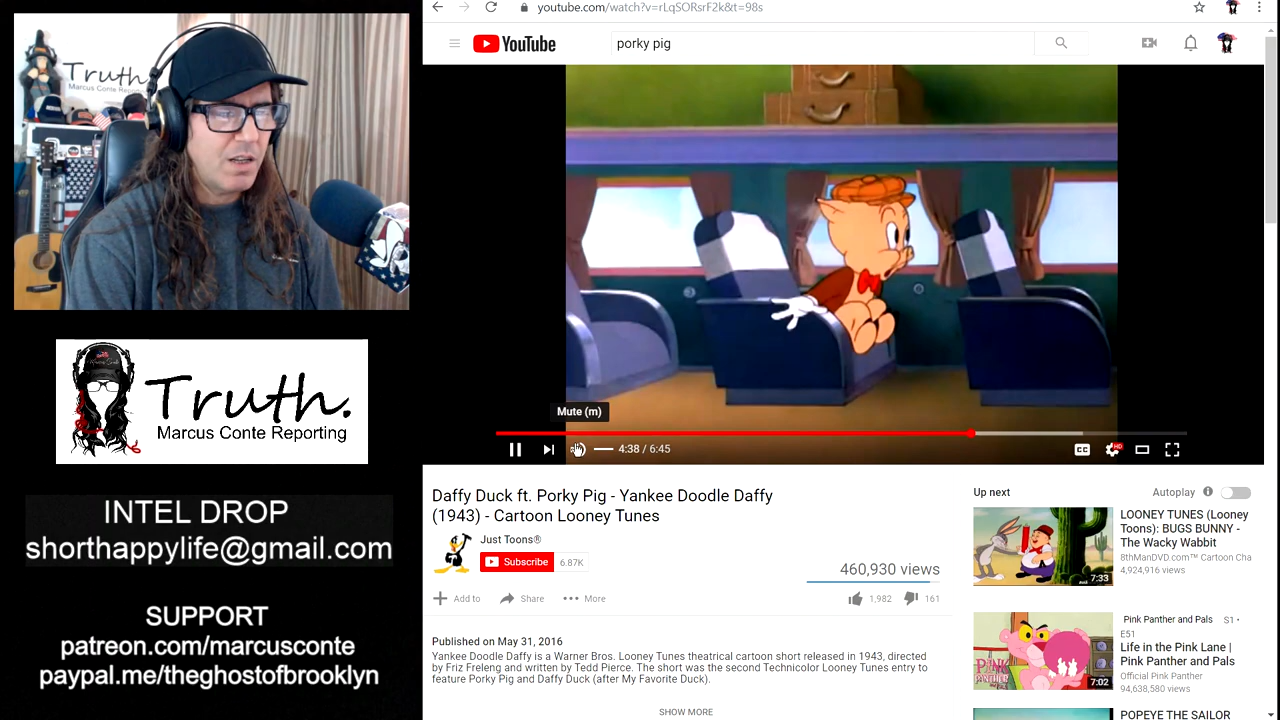 Truth.
Marcus Conte Reporting
Truth.
Marcus Conte Reporting
INTEL DROP
shorthappylife@gmail.com
SUPPORT
patreon.com/marcusconte
paypal.me/theghostofbrooklyn
youtube.com/watch?v=rLqSORsrF2k&t=98s
YouTube
porky pig
Mute (m)
4:38 / 6:45
CC
HD
Daffy Duck ft. Porky Pig - Yankee Doodle Daffy
(1943) - Cartoon Looney Tunes
Just Toons®
Subscribe 6.87K
460,930 views
Add to Share More
1,982 161
Published on May 31, 2016
Yankee Doodle Daffy is a Warner Bros. Looney Tunes theatrical cartoon short released in 1943, directed
by Friz Freleng and written by Tedd Pierce. The short was the second Technicolor Looney Tunes entry to
feature Porky Pig and Daffy Duck (after My Favorite Duck).
SHOW MORE
Up next Autoplay
LOONEY TUNES (Looney
Toons): BUGS BUNNY -
The Wacky Wabbit
8thManDVD.com™ Cartoon Cha
4,924,916 views
7:33
Pink Panther and Pals S1 •
E51
Life in the Pink Lane |
Pink Panther and Pals
Official Pink Panther
94,638,580 views
7:02
POPEYE THE SAILOR